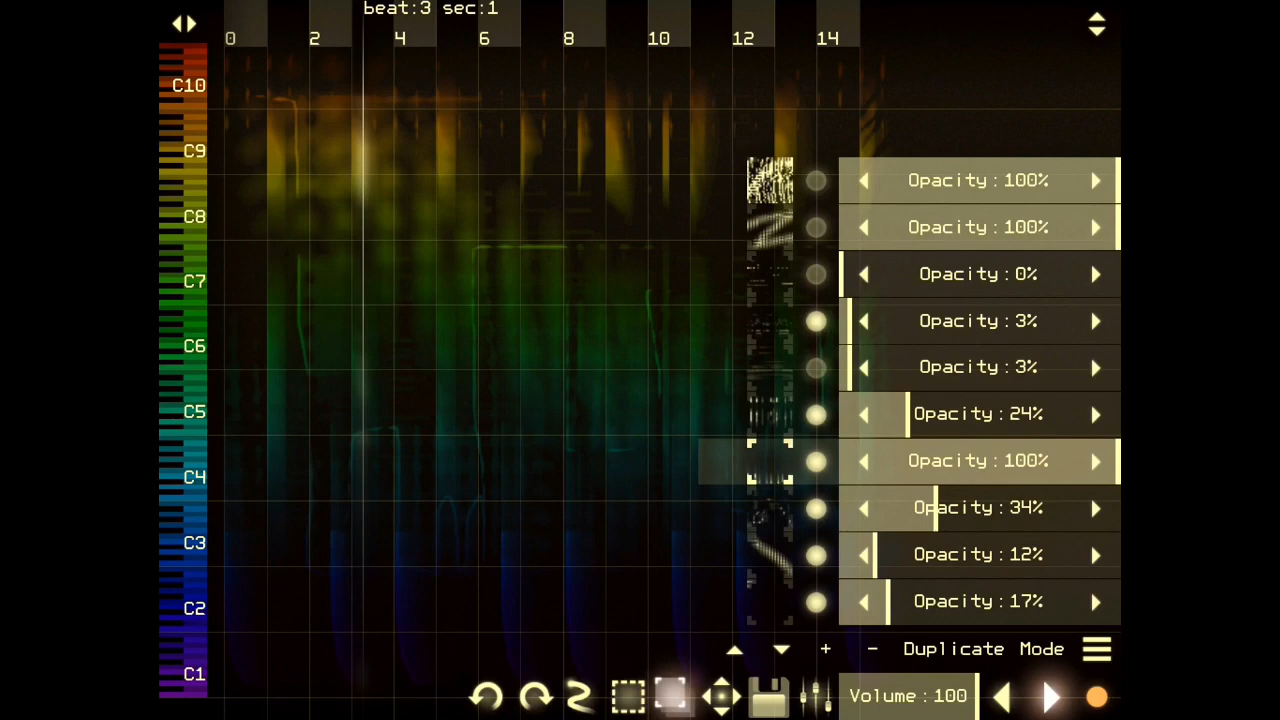 beat:3 sec:1
0 2 4 6 8 10 12 14
C10
C9
C8
C7
C6
C5
C4
C3
C2
C1
Opacity : 100%
Opacity : 100%
Opacity : 0%
Opacity : 3%
Opacity : 3%
Opacity : 24%
Opacity : 100%
Opacity : 34%
Opacity : 12%
Opacity : 17%
+ - Duplicate Mode
Volume : 100